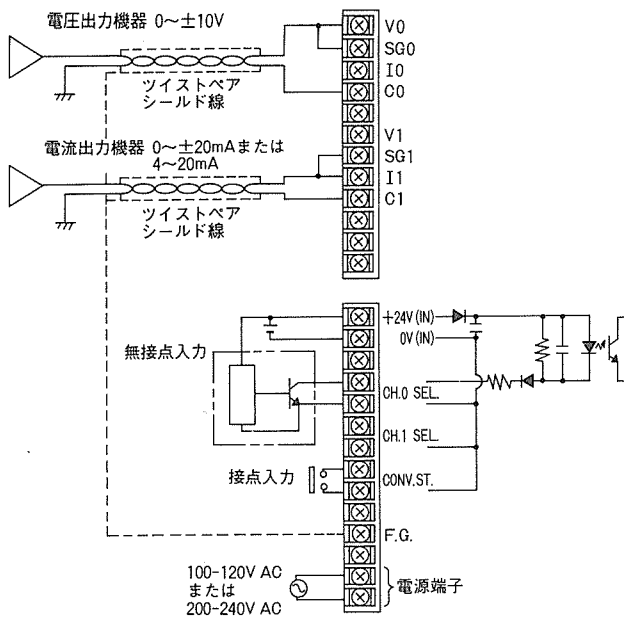 電圧出力機器 0～±10V
ツイストペア
シールド線
電流出力機器 0～±20mAまたは
4～20mA
ツイストペア
シールド線
V0
SG0
I0
C0
V1
SG1
I1
C1
無接点入力
接点入力
100-120V AC
または
200-240V AC
+24V(IN)
0V(IN)
CH.0 SEL.
CH.1 SEL.
CONV.ST.
F.G.
電源端子